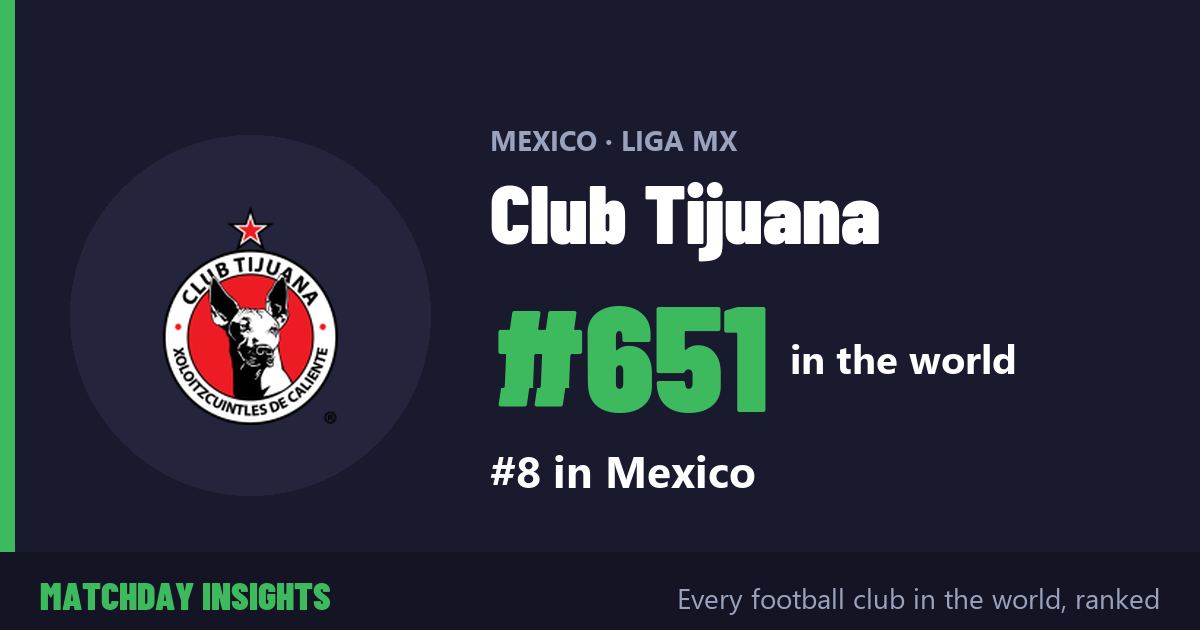 MEXICO · LIGA MX
Club Tijuana
#651 in the world
#8 in Mexico
CLUB TIJUANA
XOLOITZCUINTLES DE CALIENTE
®
MATCHDAY INSIGHTS
Every football club in the world, ranked